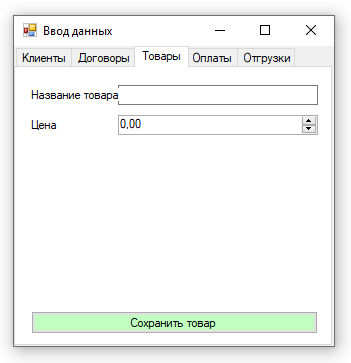 Ввод данных
Клиенты Договоры Товары Оплаты Отгрузки
Название товара
Цена 0,00
Сохранить товар